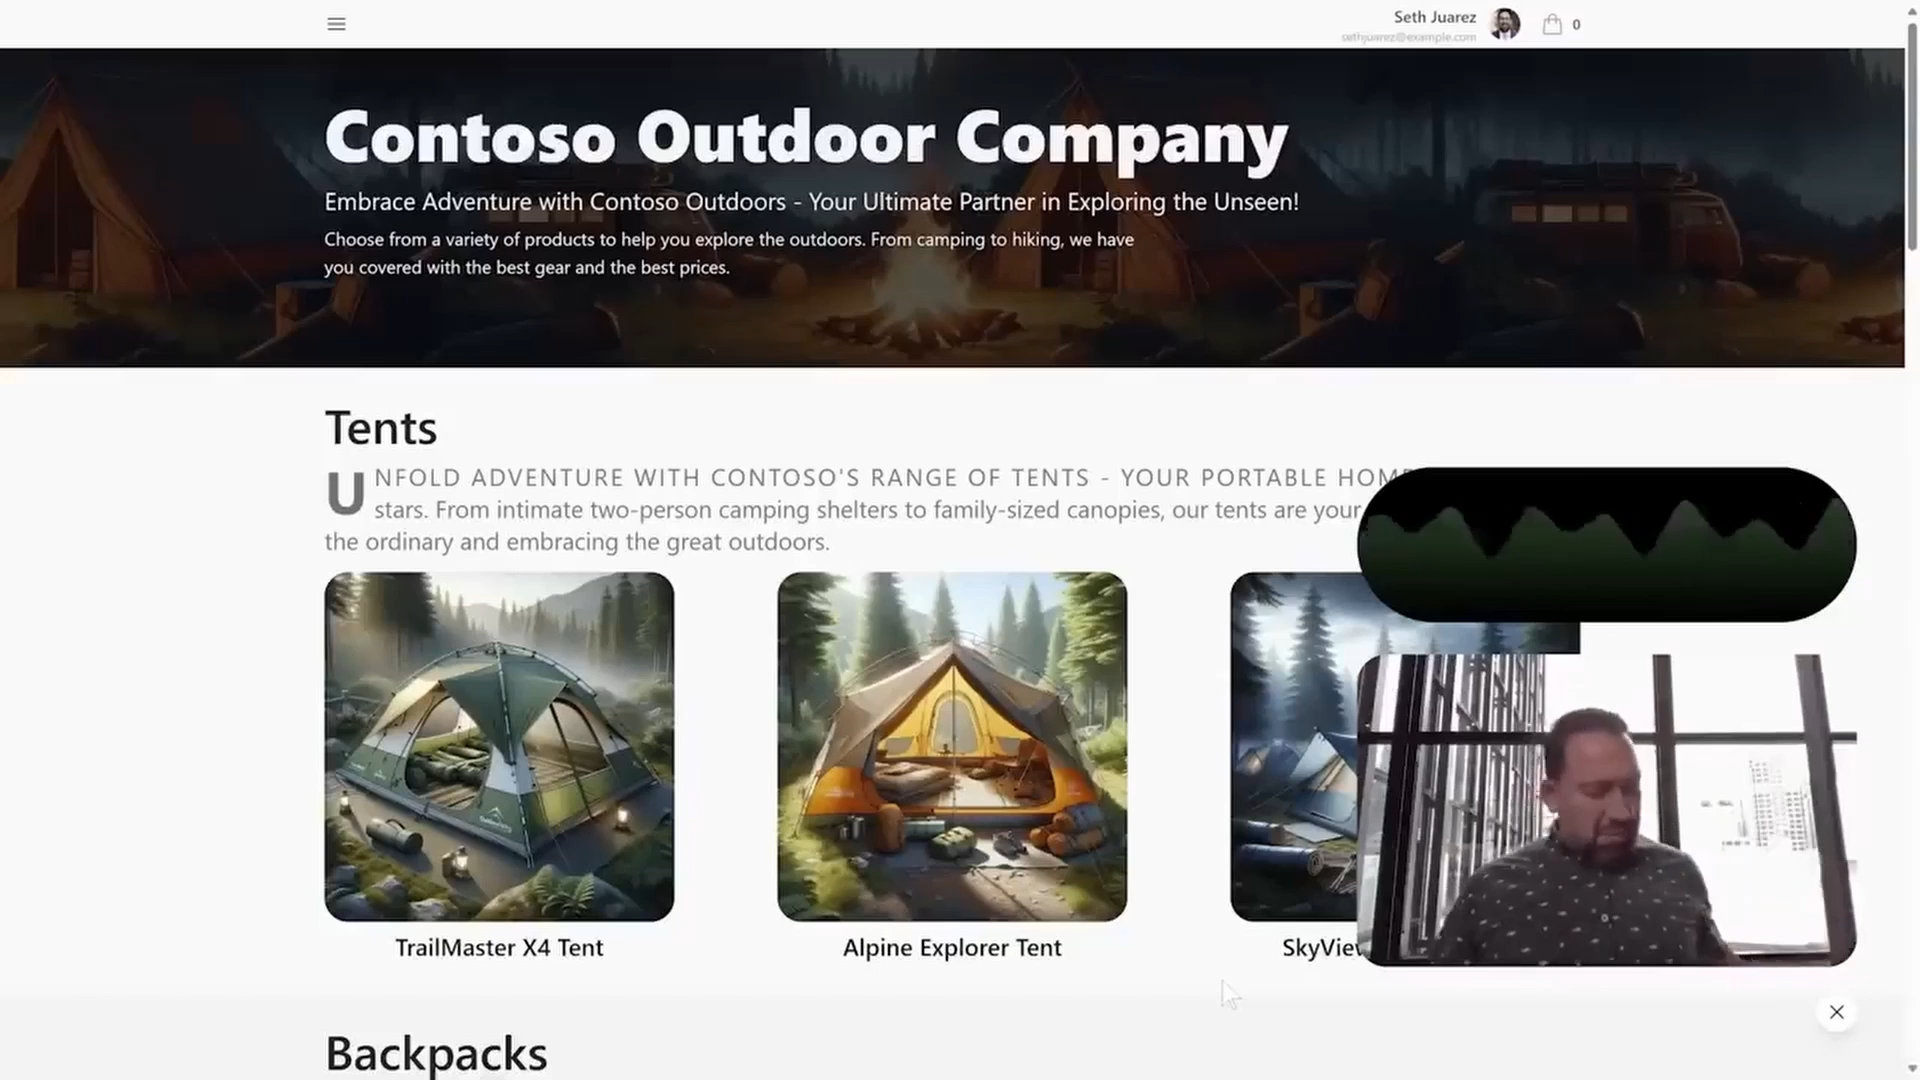 Seth Juarez
sethjuarez@example.com
0
Contoso Outdoor Company
Embrace Adventure with Contoso Outdoors - Your Ultimate Partner in Exploring the Unseen!
Choose from a variety of products to help you explore the outdoors. From camping to hiking, we have
you covered with the best gear and the best prices.
Tents
UNFOLD ADVENTURE WITH CONTOSO'S RANGE OF TENTS - YOUR PORTABLE HOM
stars. From intimate two-person camping shelters to family-sized canopies, our tents are your
the ordinary and embracing the great outdoors.
TrailMaster X4 Tent
Alpine Explorer Tent
SkyVie
Backpacks